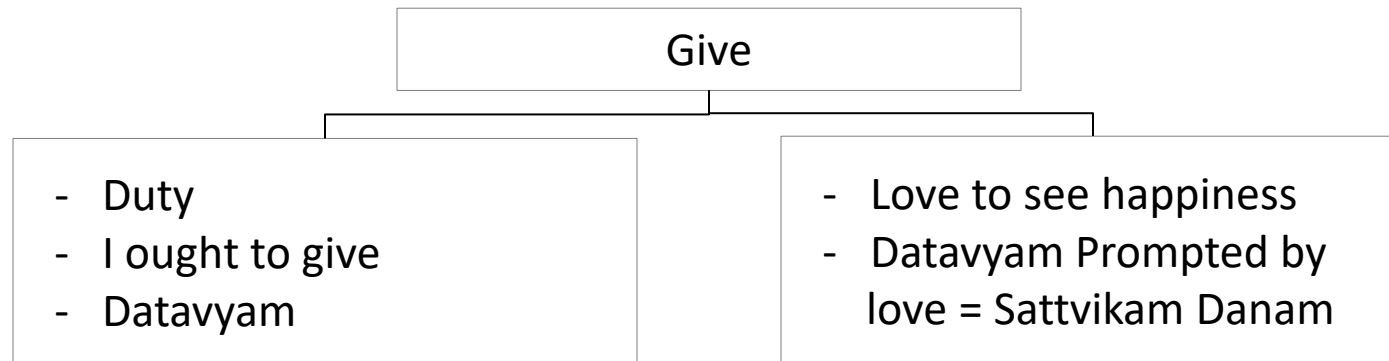 Give
- Duty
- I ought to give
- Datavyam
- Love to see happiness
- Datavyam Prompted by
love = Sattvikam Danam